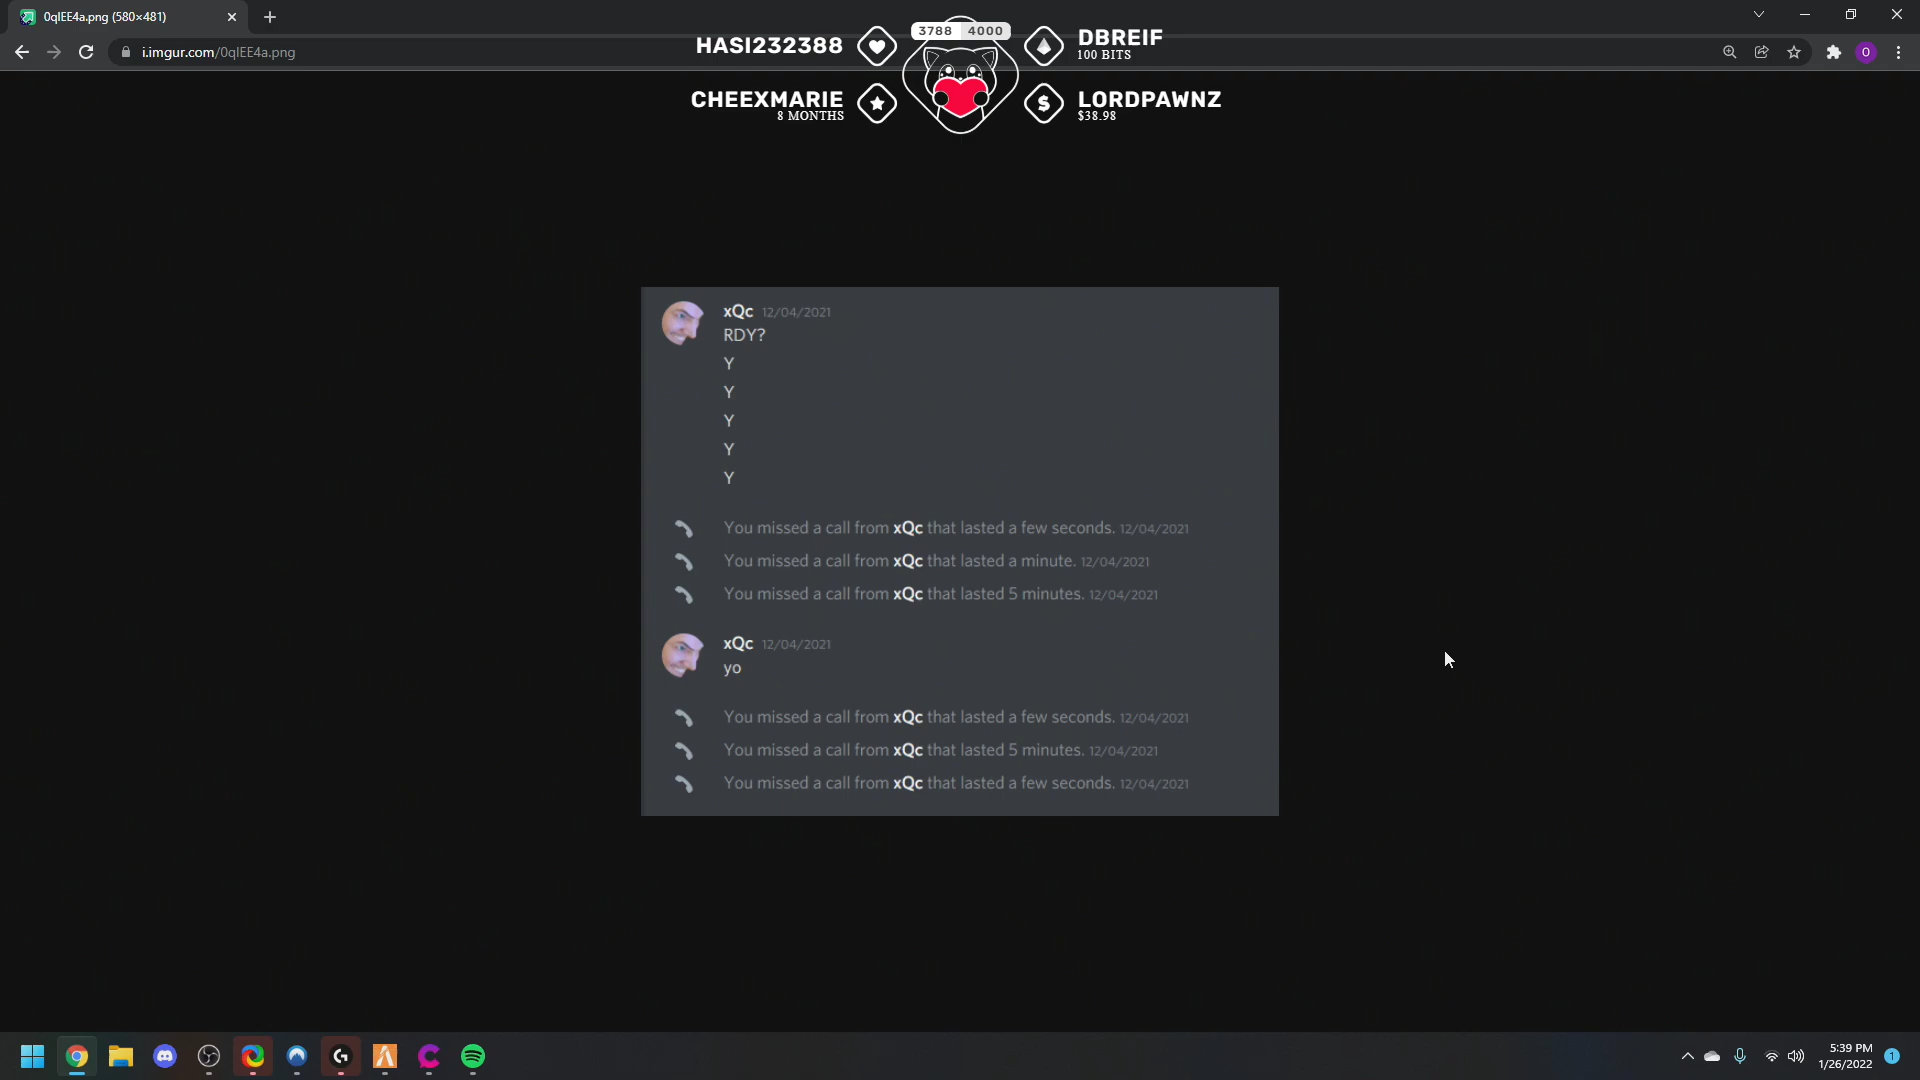 0qlEE4a.png (580×481)
i.imgur.com/0qlEE4a.png
3788 4000
HASI232388
DBREIF
100 BITS
CHEEXMARIE
8 MONTHS
LORDPAWNZ
$38.98
xQc 12/04/2021
RDY?
Y
Y
Y
Y
Y
You missed a call from xQc that lasted a few seconds. 12/04/2021
You missed a call from xQc that lasted a minute. 12/04/2021
You missed a call from xQc that lasted 5 minutes. 12/04/2021
xQc 12/04/2021
yo
You missed a call from xQc that lasted a few seconds. 12/04/2021
You missed a call from xQc that lasted 5 minutes. 12/04/2021
You missed a call from xQc that lasted a few seconds. 12/04/2021
5:39 PM
1/26/2022
1